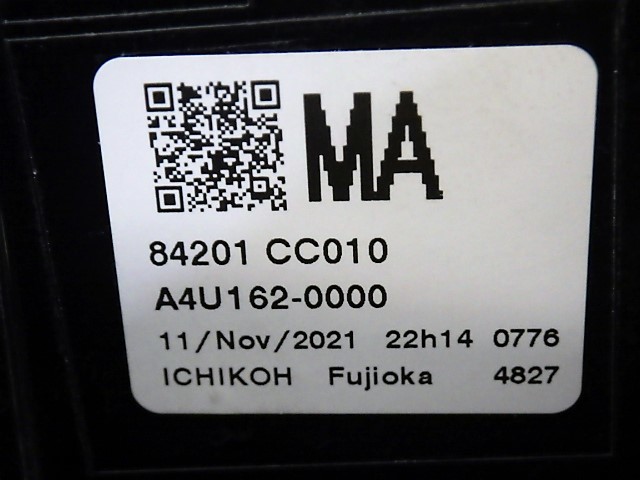 MA
84201 CC010
A4U162-0000
11/Nov/2021 22h14 0776
ICHIKOH Fujioka 4827